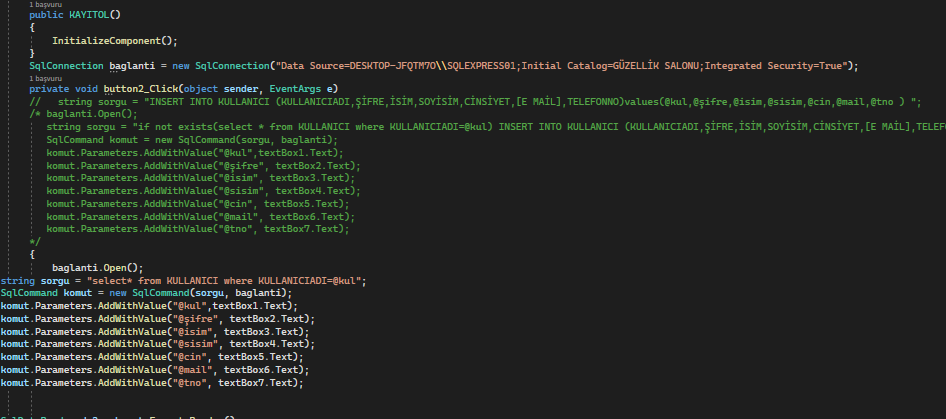 1 başvuru
public KAYITOL()
{
InitializeComponent();
}
SqlConnection baglanti = new SqlConnection("Data Source=DESKTOP-JFQTM7O\\SQLEXPRESS01;Initial Catalog=GÜZELLİK SALONU;Integrated Security=True");
1 başvuru
private void button2_Click(object sender, EventArgs e)
//   string sorgu = "INSERT INTO KULLANICI (KULLANICIADI,ŞİFRE,İSİM,SOYİSİM,CİNSİYET,[E MAİL],TELEFONNO)values(@kul,@şifre,@isim,@sisim,@cin,@mail,@tno ) ";
/* baglanti.Open();
string sorgu = "if not exists(select * from KULLANICI where KULLANICIADI=@kul) INSERT INTO KULLANICI (KULLANICIADI,ŞİFRE,İSİM,SOYİSİM,CİNSİYET,[E MAİL],TELEFO
SqlCommand komut = new SqlCommand(sorgu, baglanti);
komut.Parameters.AddWithValue("@kul",textBox1.Text);
komut.Parameters.AddWithValue("@şifre", textBox2.Text);
komut.Parameters.AddWithValue("@isim", textBox3.Text);
komut.Parameters.AddWithValue("@sisim", textBox4.Text);
komut.Parameters.AddWithValue("@cin", textBox5.Text);
komut.Parameters.AddWithValue("@mail", textBox6.Text);
komut.Parameters.AddWithValue("@tno", textBox7.Text);
*/
{
baglanti.Open();
string sorgu = "select* from KULLANICI where KULLANICIADI=@kul";
SqlCommand komut = new SqlCommand(sorgu, baglanti);
komut.Parameters.AddWithValue("@kul",textBox1.Text);
komut.Parameters.AddWithValue("@şifre", textBox2.Text);
komut.Parameters.AddWithValue("@isim", textBox3.Text);
komut.Parameters.AddWithValue("@sisim", textBox4.Text);
komut.Parameters.AddWithValue("@cin", textBox5.Text);
komut.Parameters.AddWithValue("@mail", textBox6.Text);
komut.Parameters.AddWithValue("@tno", textBox7.Text);